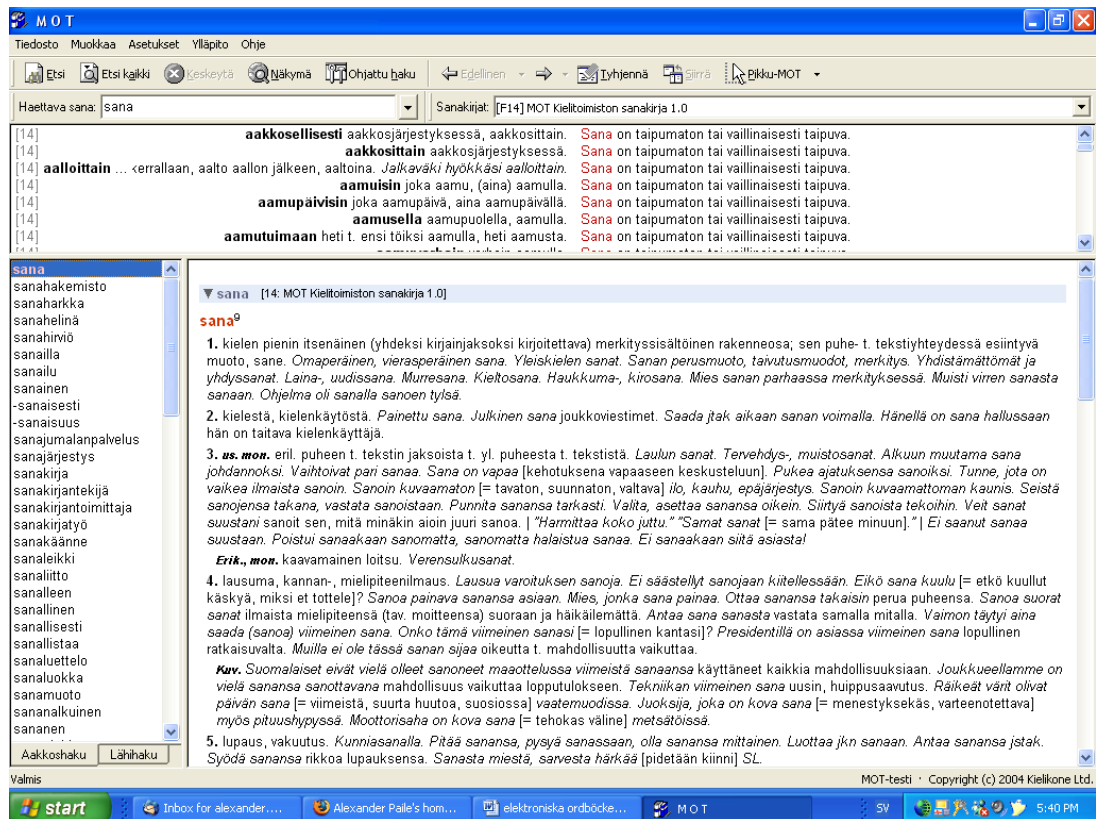 MOT
Tiedosto Muokkaa Asetukset Ylläpito Ohje
Etsi Etsi kaikki Keskeytä Näkymä Ohjattu haku Edellinen Tyhjennä Siirrä Pikku-MOT
Haettava sana: sana Sanakirjat: [F14] MOT Kielitoimiston sanakirja 1.0
[14] aakkosellisesti aakkosjärjestyksessä, aakkosittain. Sana on taipumaton tai vaillinaisesti taipuva.
[14] aakkosittain aakkosjärjestyksessä. Sana on taipumaton tai vaillinaisesti taipuva.
[14] aalloittain ... ‹errallaan, aalto aallon jälkeen, aaltoina. Jalkaväki hyökkäsi aalloittain. Sana on taipumaton tai vaillinaisesti taipuva.
[14] aamuisin joka aamu, (aina) aamulla. Sana on taipumaton tai vaillinaisesti taipuva.
[14] aamupäivisin joka aamupäivä, aina aamupäivällä. Sana on taipumaton tai vaillinaisesti taipuva.
[14] aamusella aamupuolella, aamulla. Sana on taipumaton tai vaillinaisesti taipuva.
[14] aamutuimaan heti t. ensi töiksi aamulla, heti aamusta. Sana on taipumaton tai vaillinaisesti taipuva.
sana
sanahakemisto
sanaharkka
sanahelinä
sanahirviö
sanailla
sanailu
sanainen
-sanaisesti
-sanaisuus
sanajumalanpalvelus
sanajärjestys
sanakirja
sanakirjantekijä
sanakirjantoimittaja
sanakirjatyö
sanakäänne
sanaleikki
sanaliitto
sanalleen
sanallinen
sanallisesti
sanallistaa
sanaluettelo
sanaluokka
sanamuoto
sananalkuinen
sananen
Aakkoshaku Lähihaku
▼ sana [14: MOT Kielitoimiston sanakirja 1.0]
sana⁹
1. kielen pienin itsenäinen (yhdeksi kirjainjaksoksi kirjoitettava) merkityssisältöinen rakenneosa; sen puhe- t. tekstiyhteydessä esiintyvä
muoto, sane. Omaperäinen, vierasperäinen sana. Yleiskielen sanat. Sanan perusmuoto, taivutusmuodot, merkitys. Yhdistämättömät ja
yhdyssanat. Laina-, uudissana. Murresana. Kieltosana. Haukkuma-, kirosana. Mies sanan parhaassa merkityksessä. Muisti virren sanasta
sanaan. Ohjelma oli sanalla sanoen tylsä.
2. kielestä, kielenkäytöstä. Painettu sana. Julkinen sana joukkoviestimet. Saada jtak aikaan sanan voimalla. Hänellä on sana hallussaan
hän on taitava kielenkäyttäjä.
3. us. mon. eril. puheen t. tekstin jaksoista t. yl. puheesta t. tekstistä. Laulun sanat. Tervehdys-, muistosanat. Alkuun muutama sana
johdannoksi. Vaihtoivat pari sanaa. Sana on vapaa [kehotuksena vapaaseen keskusteluun]. Pukea ajatuksensa sanoiksi. Tunne, jota on
vaikea ilmaista sanoin. Sanoin kuvaamaton [= tavaton, suunnaton, valtava] ilo, kauhu, epäjärjestys. Sanoin kuvaamattoman kaunis. Seistä
sanojensa takana, vastata sanoistaan. Punnita sanansa tarkasti. Valita, asettaa sanansa oikein. Siirtyä sanoista tekoihin. Veit sanat
suustani sanoit sen, mitä minäkin aioin juuri sanoa. | "Harmittaa koko juttu." "Samat sanat [= sama pätee minuun]." | Ei saanut sanaa
suustaan. Poistui sanaakaan sanomatta, sanomatta halaistua sanaa. Ei sanaakaan siitä asiasta!
Erik., mon. kaavamainen loitsu. Verensulkusanat.
4. lausuma, kannan-, mielipiteenilmaus. Lausua varoituksen sanoja. Ei säästellyt sanojaan kiitellessään. Eikö sana kuulu [= etkö kuullut
käskyä, miksi et tottele]? Sanoa painava sanansa asiaan. Mies, jonka sana painaa. Ottaa sanansa takaisin perua puheensa. Sanoa suorat
sanat ilmaista mielipiteensä (tav. moitteensa) suoraan ja häikäilemättä. Antaa sana sanasta vastata samalla mitalla. Vaimon täytyi aina
saada (sanoa) viimeinen sana. Onko tämä viimeinen sanasi [= lopullinen kantasi]? Presidentillä on asiassa viimeinen sana lopullinen
ratkaisuvalta. Muilla ei ole tässä sanan sijaa oikeutta t. mahdollisuutta vaikuttaa.
Kuv. Suomalaiset eivät vielä olleet sanoneet maaottelussa viimeistä sanaansa käyttäneet kaikkia mahdollisuuksiaan. Joukkueellamme on
vielä sanansa sanottavana mahdollisuus vaikuttaa lopputulokseen. Tekniikan viimeinen sana uusin, huippusaavutus. Räikeät värit olivat
päivän sana [= viimeistä, suurta huutoa, suosiossa] vaatemuodissa. Juoksija, joka on kova sana [= menestyksekäs, varteenotettava]
myös pituushypyssä. Moottorisaha on kova sana [= tehokas väline] metsätöissä.
5. lupaus, vakuutus. Kunniasanalla. Pitää sanansa, pysyä sanassaan, olla sanansa mittainen. Luottaa jkn sanaan. Antaa sanansa jstak.
Syödä sanansa rikkoa lupauksensa. Sanasta miestä, sarvesta härkää [pidetään kiinni] SL.
Valmis MOT-testi · Copyright (c) 2004 Kielikone Ltd.
start Inbox for alexander.... Alexander Paile's hom... elektroniska ordböcke... MOT SV 5:40 PM